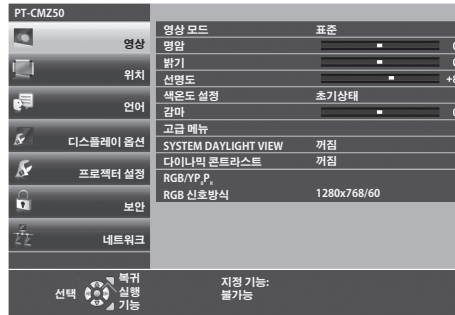 PT-CMZ50
영상
위치
언어
디스플레이 옵션
프로젝터 설정
보안
네트워크
영상 모드 표준
명암 0
밝기 0
선명도 +8
색온도 설정 초기상태
감마 0
고급 메뉴
SYSTEM DAYLIGHT VIEW 꺼짐
다이나믹 콘트라스트 꺼짐
RGB/YPBPR
RGB 신호방식 1280x768/60
선택
복귀
실행
기능
지정 기능:
불가능